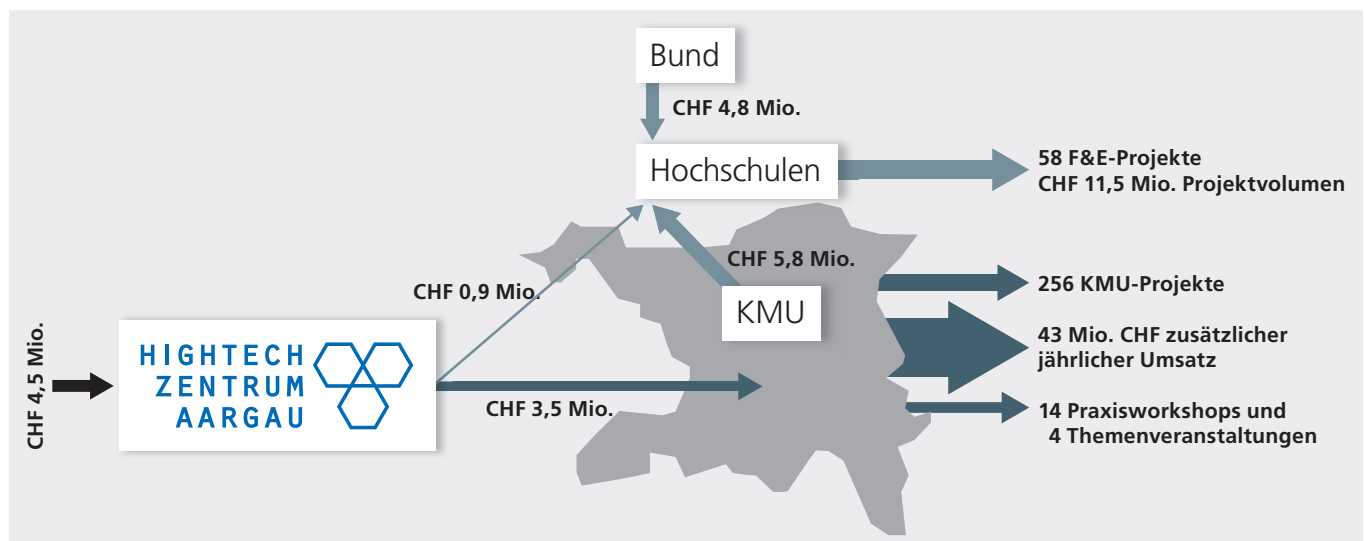 Bund
CHF 4,8 Mio.
Hochschulen
58 F&E-Projekte
CHF 11,5 Mio. Projektvolumen
CHF 5,8 Mio.
KMU
CHF 0,9 Mio.
256 KMU-Projekte
43 Mio. CHF zusätzlicher
jährlicher Umsatz
CHF 4,5 Mio.
HIGHTECH
ZENTRUM
AARGAU
CHF 3,5 Mio.
14 Praxisworkshops und
4 Themenveranstaltungen